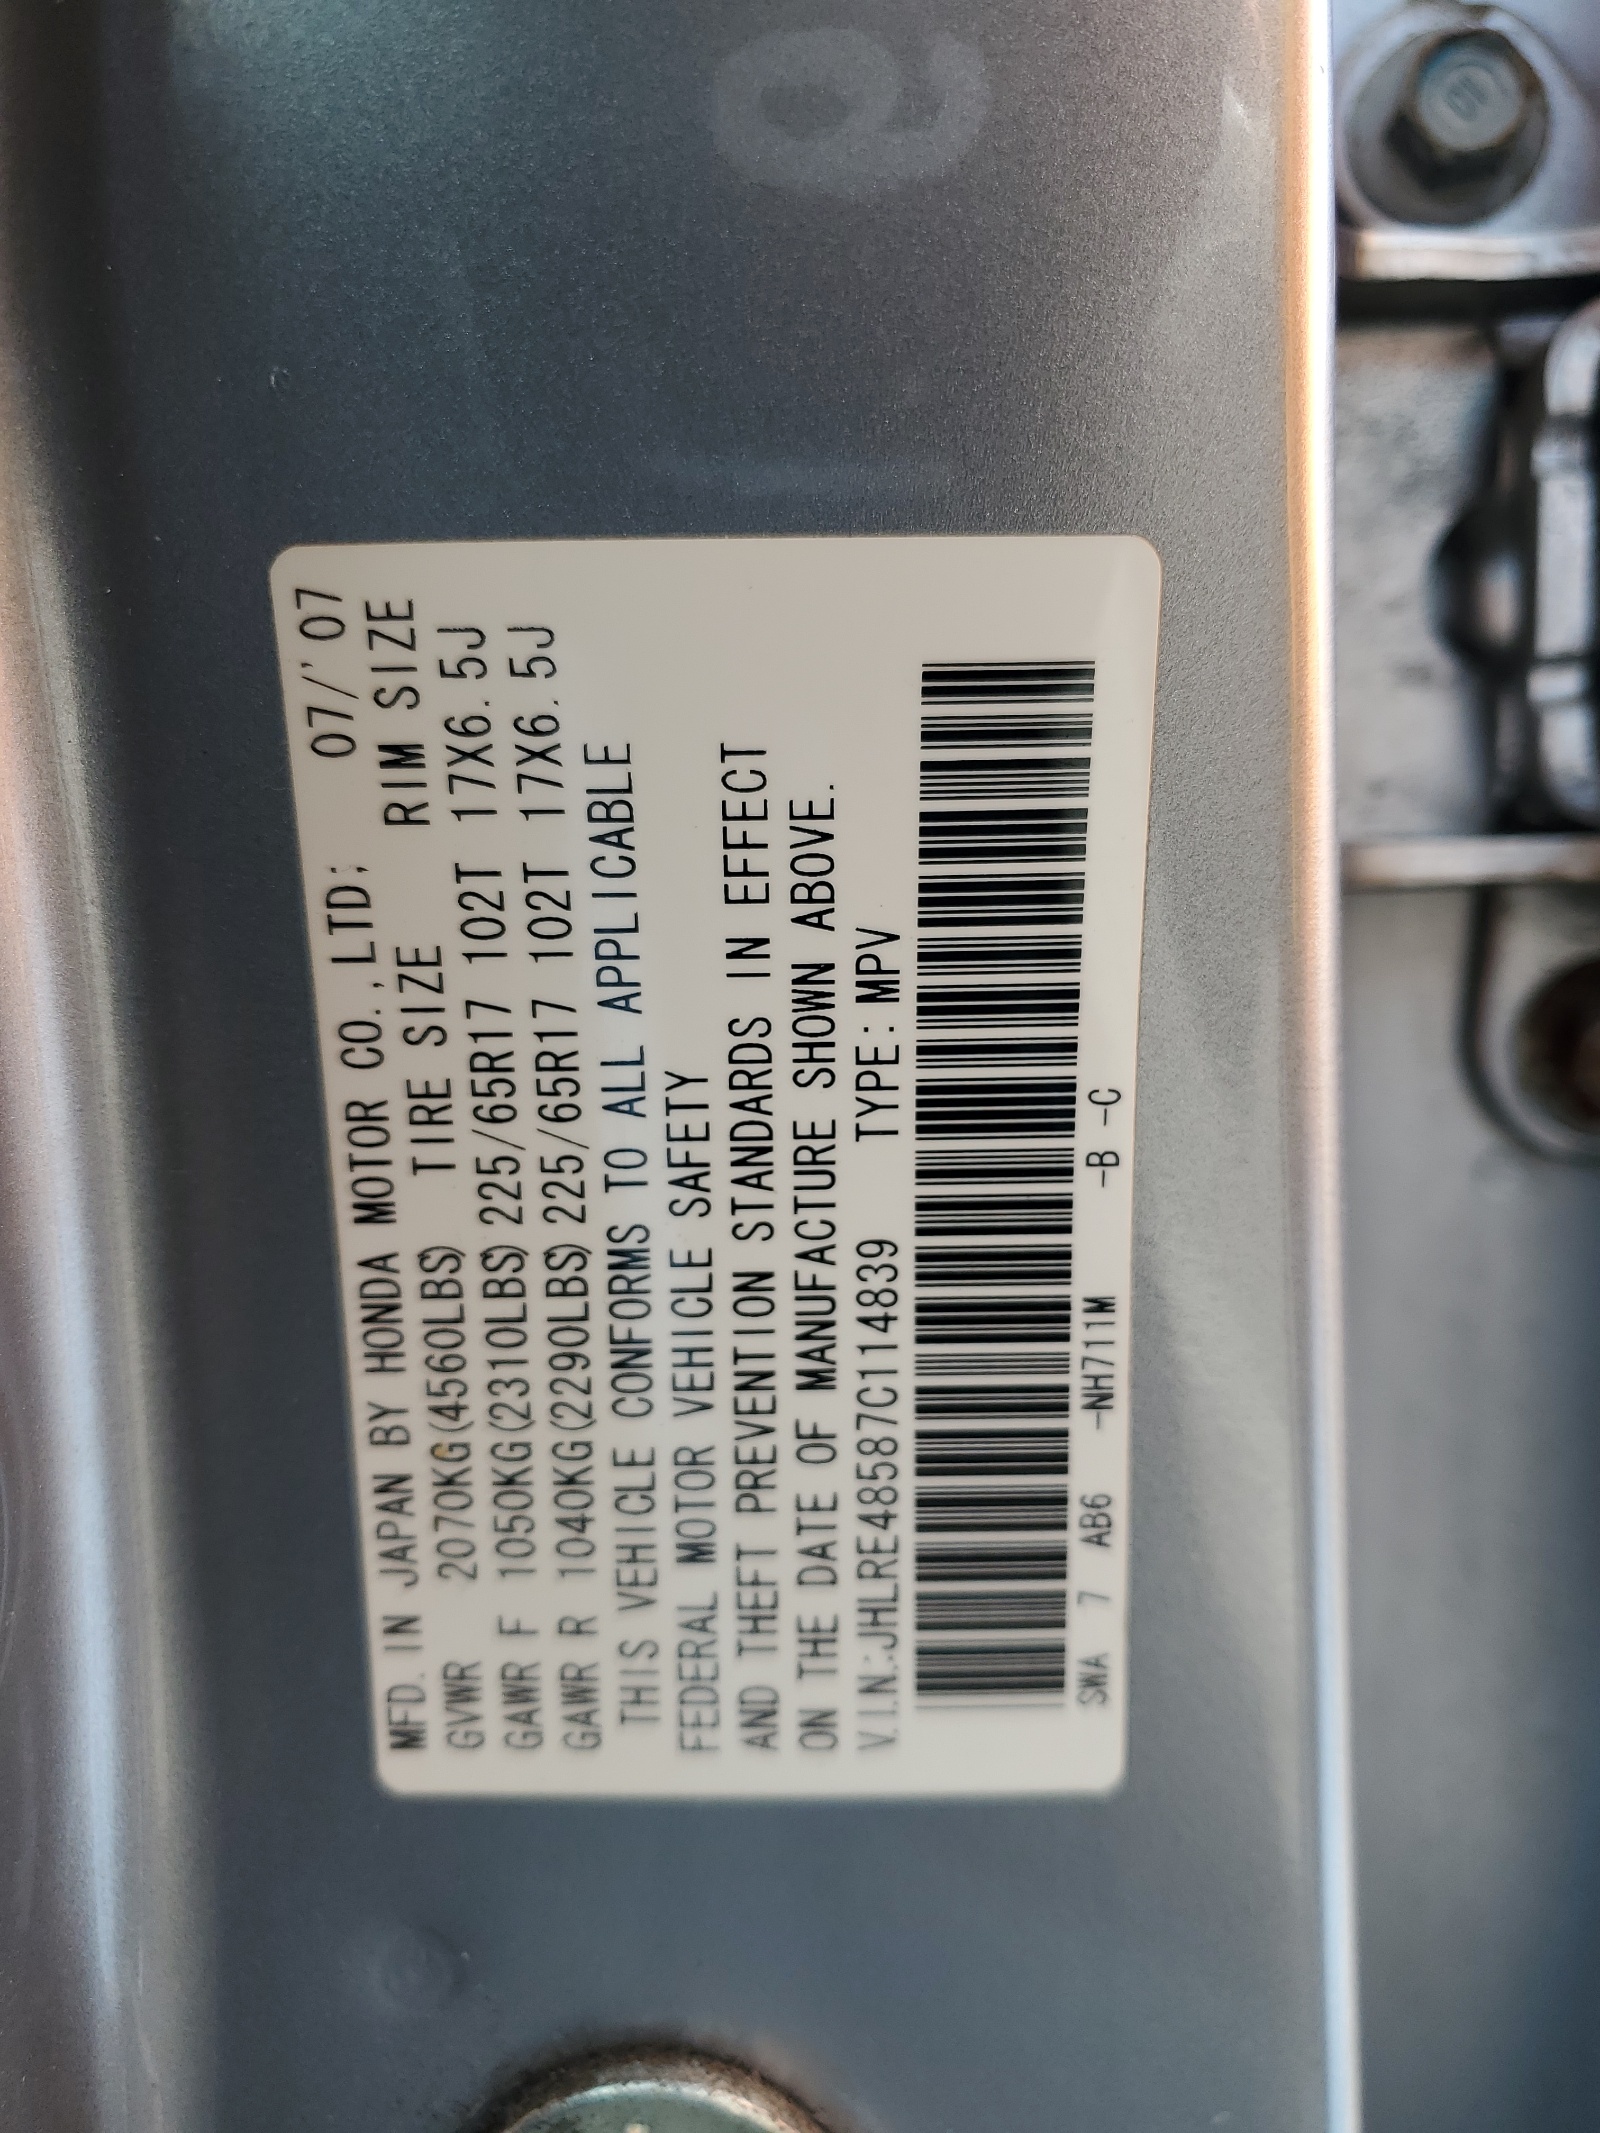 MFD. IN JAPAN BY HONDA MOTOR CO.,LTD; 07/'07
GVWR 2070KG(4560LBS) TIRE SIZE RIM SIZE
GAWR F 1050KG(2310LBS) 225/65R17 102T 17X6.5J
GAWR R 1040KG(2290LBS) 225/65R17 102T 17X6.5J
THIS VEHICLE CONFORMS TO ALL APPLICABLE
FEDERAL MOTOR VEHICLE SAFETY
AND THEFT PREVENTION STANDARDS IN EFFECT
ON THE DATE OF MANUFACTURE SHOWN ABOVE.
V.I.N.:JHLRE48587C114839 TYPE:MPV
SWA 7 AB6 -NH711M -B -C